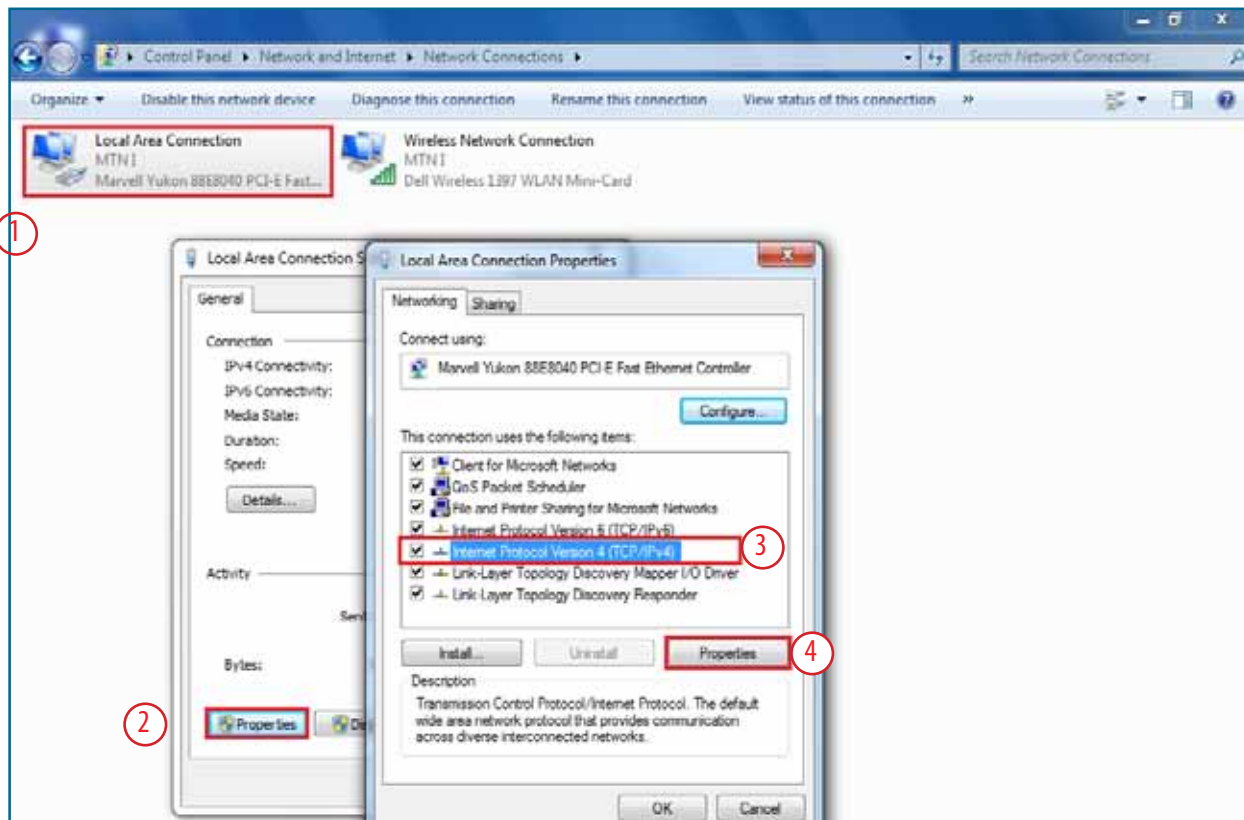 Control Panel ▸ Network and Internet ▸ Network Connections ▸
Search Network Connections
Organize ▾ Disable this network device Diagnose this connection Rename this connection View status of this connection »
Local Area Connection
MTNI
Marvell Yukon 88E8040 PCI-E Fast...
Wireless Network Connection
MTNI
Dell Wireless 1397 WLAN Mini-Card
1
Local Area Connection S
General
Connection
IPv4 Connectivity:
IPv6 Connectivity:
Media State:
Duration:
Speed:
Details...
Activity
Sent
Bytes:
2
Properties
Dis
Local Area Connection Properties
Networking
Sharing
Connect using:
Marvell Yukon 88E8040 PCI-E Fast Ethernet Controller
Configure...
This connection uses the following items:
Client for Microsoft Networks
QoS Packet Scheduler
File and Printer Sharing for Microsoft Networks
Internet Protocol Version 6 (TCP/IPv6)
Internet Protocol Version 4 (TCP/IPv4)
3
Link-Layer Topology Discovery Mapper I/O Driver
Link-Layer Topology Discovery Responder
Install...
Uninstall
Properties
4
Description
Transmission Control Protocol/Internet Protocol. The default
wide area network protocol that provides communication
across diverse interconnected networks.
OK
Cancel